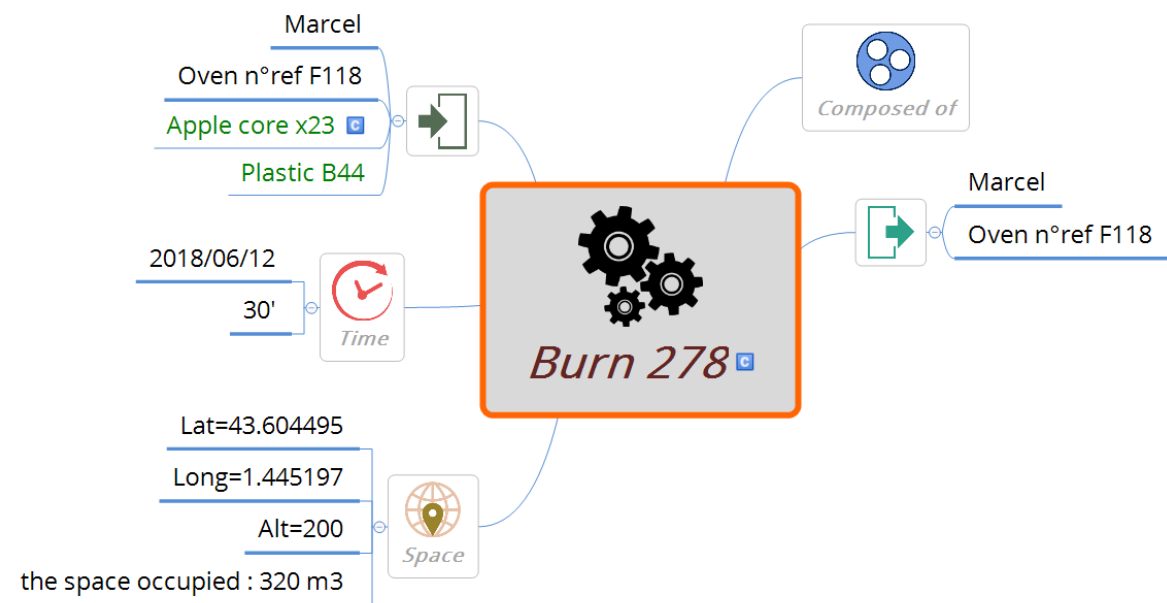 Marcel
Oven n°ref F118
Apple core x23 C
Plastic B44
Composed of
Marcel
Oven n°ref F118
2018/06/12
30'
Time
Burn 278 C
Lat=43.604495
Long=1.445197
Alt=200
the space occupied : 320 m3
Space